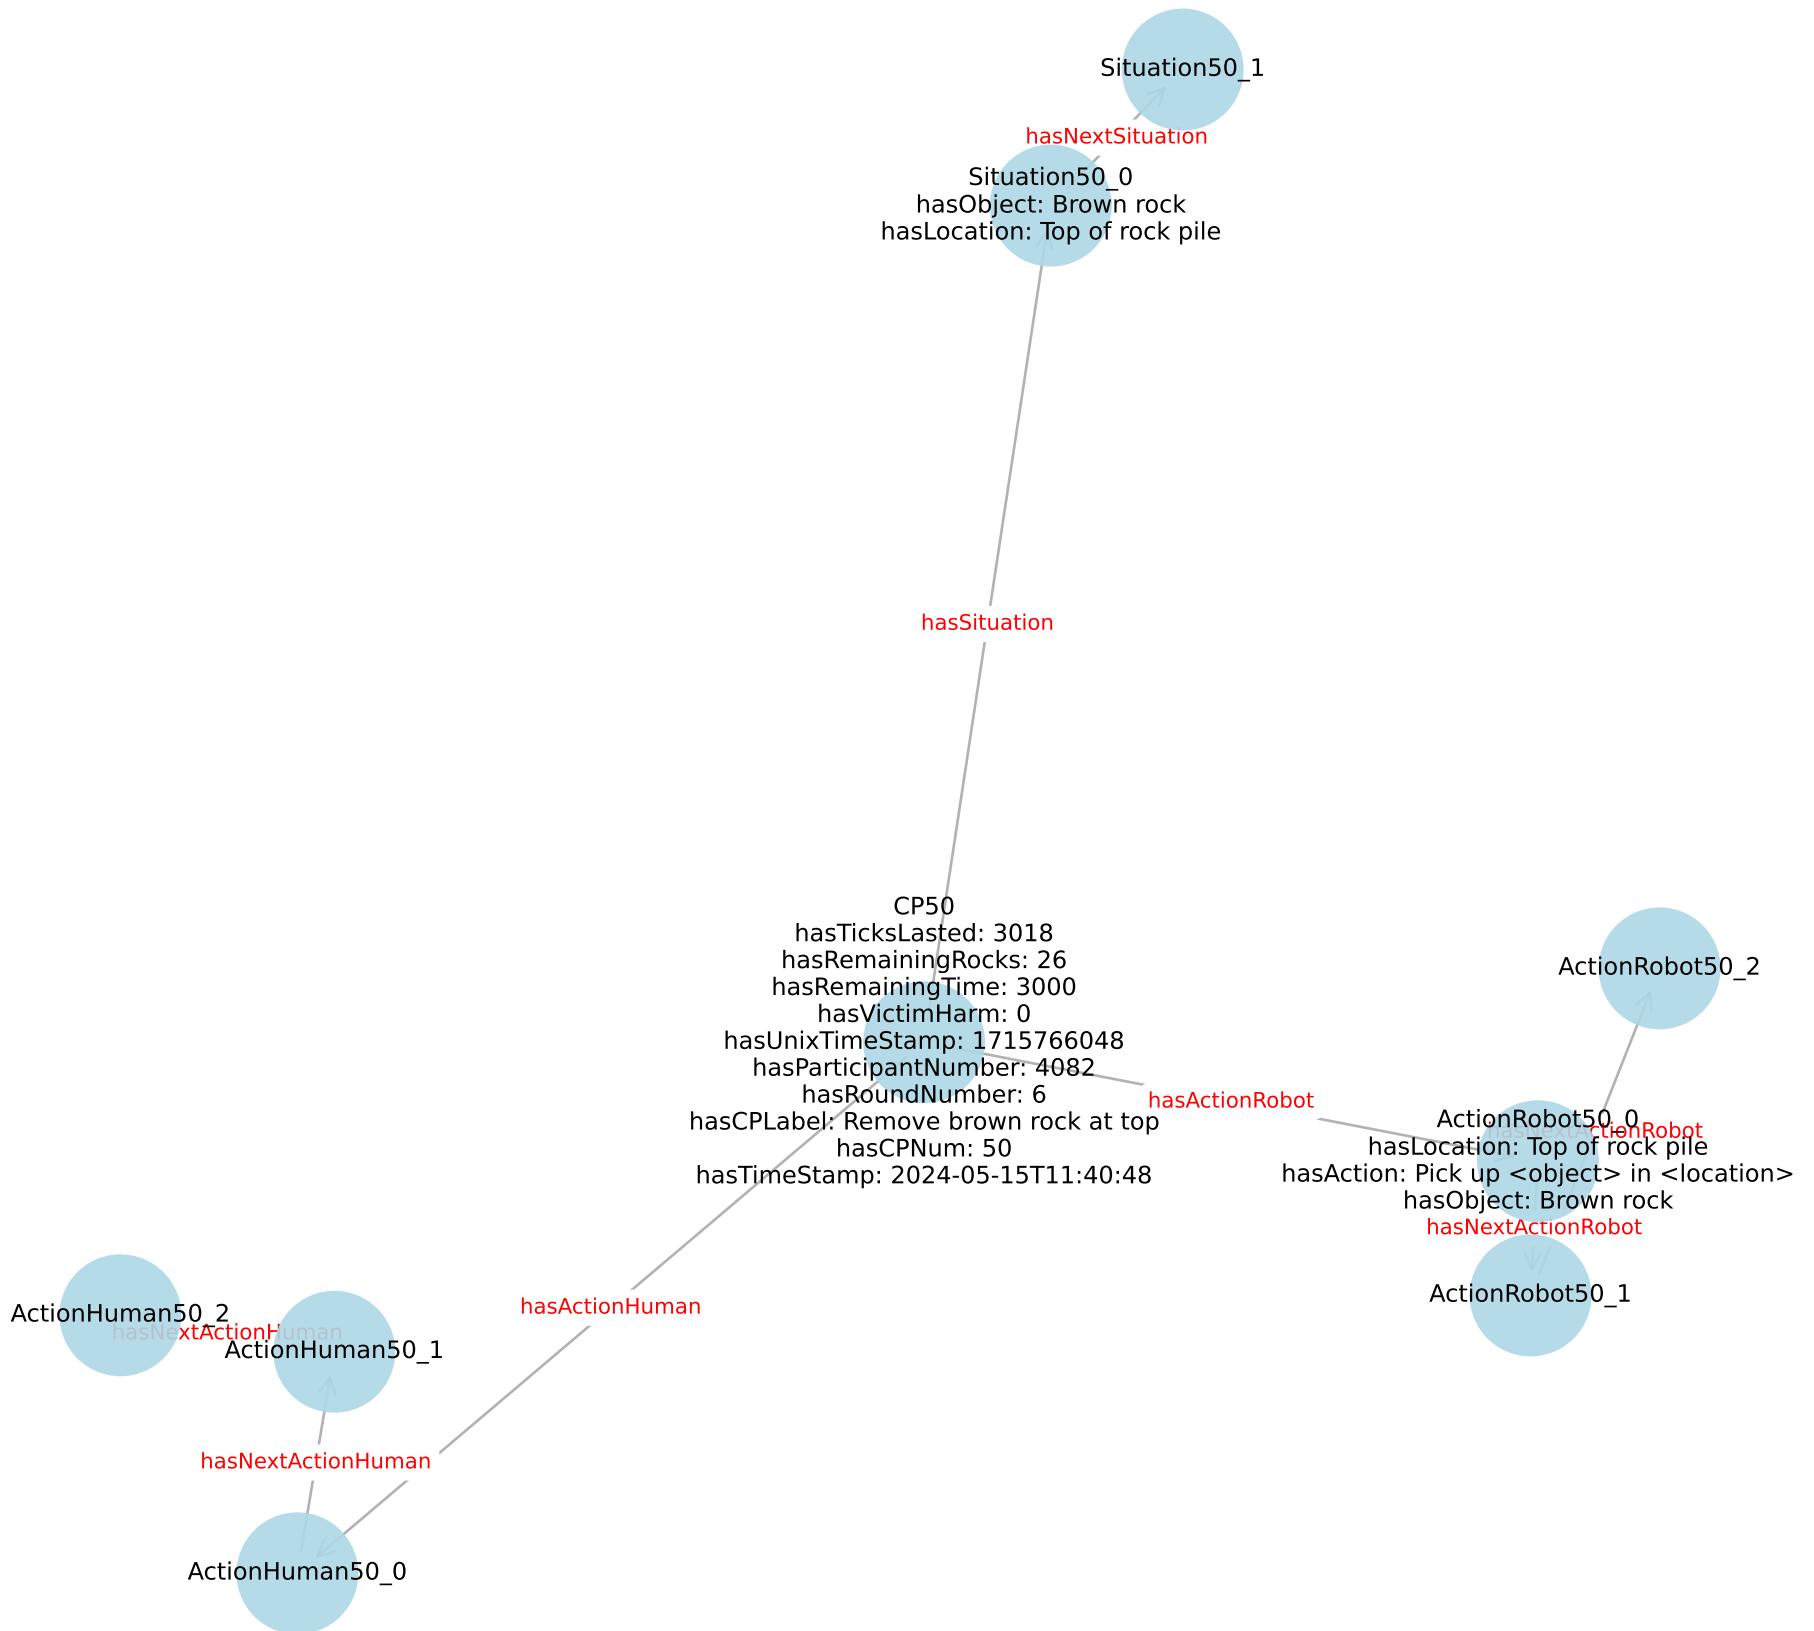 Situation50_1
hasNextSituation
Situation50_0
hasObject: Brown rock
hasLocation: Top of rock pile
hasSituation
CP50
hasTicksLasted: 3018
hasRemainingRocks: 26
hasRemainingTime: 3000
hasVictimHarm: 0
hasUnixTimeStamp: 1715766048
hasParticipantNumber: 4082
hasRoundNumber: 6
hasCPLabel: Remove brown rock at top
hasCPNum: 50
hasTimeStamp: 2024-05-15T11:40:48
ActionRobot50_2
hasActionRobot
ActionRobot50_0
hasNextActionRobot
hasLocation: Top of rock pile
hasAction: Pick up <object> in <location>
hasObject: Brown rock
hasNextActionRobot
ActionRobot50_1
hasActionHuman
ActionHuman50_2
hasNextActionHuman
ActionHuman50_1
hasNextActionHuman
ActionHuman50_0